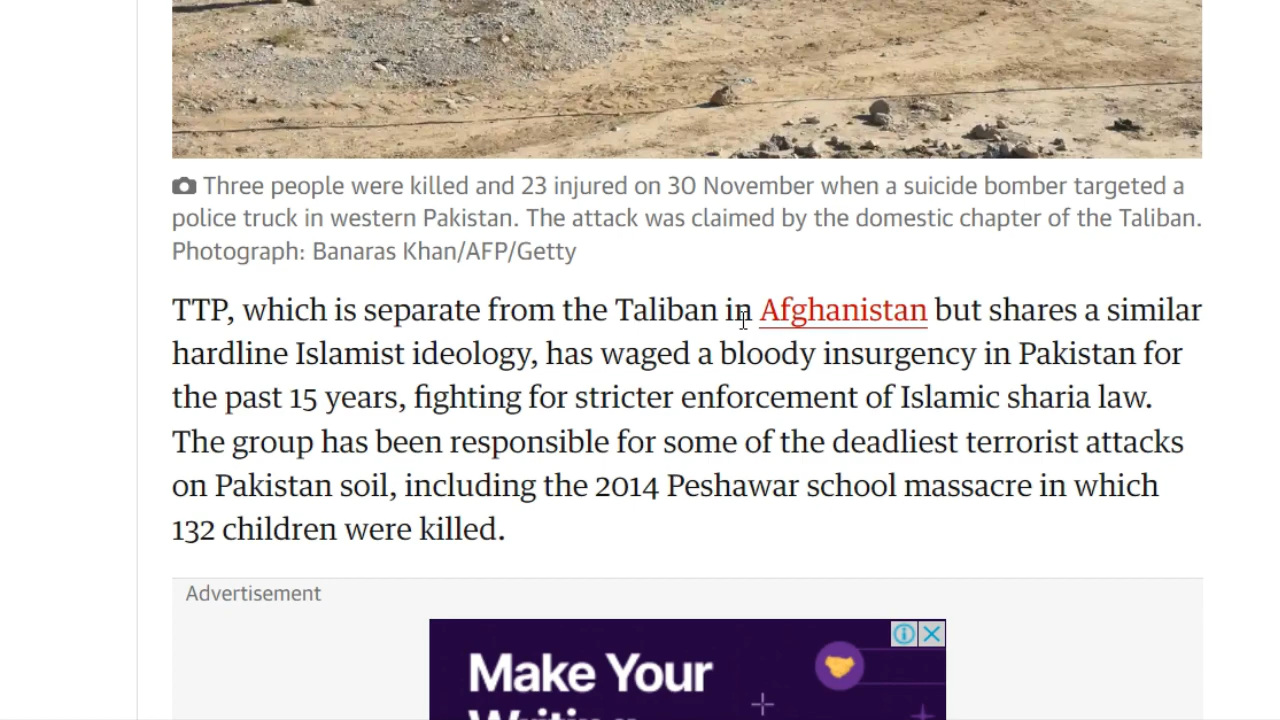 Three people were killed and 23 injured on 30 November when a suicide bomber targeted a
police truck in western Pakistan. The attack was claimed by the domestic chapter of the Taliban.
Photograph: Banaras Khan/AFP/Getty
TTP, which is separate from the Taliban in Afghanistan but shares a similar
hardline Islamist ideology, has waged a bloody insurgency in Pakistan for
the past 15 years, fighting for stricter enforcement of Islamic sharia law.
The group has been responsible for some of the deadliest terrorist attacks
on Pakistan soil, including the 2014 Peshawar school massacre in which
132 children were killed.
Advertisement
Make Your
Writing